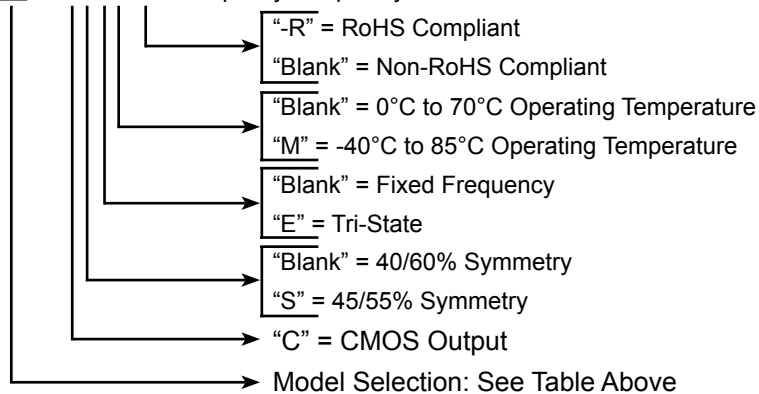 “-R” = RoHS Compliant
“Blank” = Non-RoHS Compliant
“Blank” = 0°C to 70°C Operating Temperature
“M” = -40°C to 85°C Operating Temperature
“Blank” = Fixed Frequency
“E” = Tri-State
“Blank” = 40/60% Symmetry
“S” = 45/55% Symmetry
“C” = CMOS Output
Model Selection: See Table Above